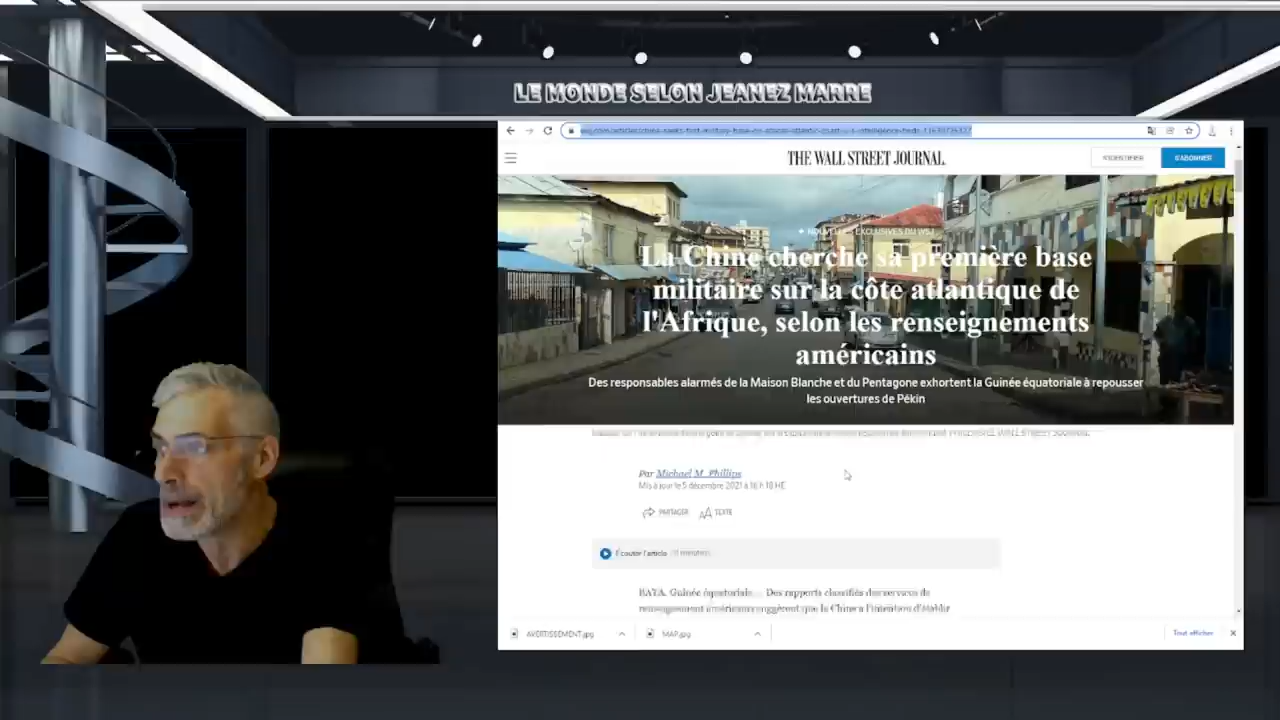 LE MONDE SELON JEANEZ MARRE
THE WALL STREET JOURNAL.
S'ABONNER
✦ NOUVELLES EXCLUSIVES DU WSJ
La Chine cherche sa première base
militaire sur la côte atlantique de
l'Afrique, selon les renseignements
américains
Des responsables alarmés de la Maison Blanche et du Pentagone exhortent la Guinée équatoriale à repousser
les ouvertures de Pékin
Par Michael M. Phillips
Mis à jour le 5 décembre 2021 à 16 h 18 HE
PARTAGER
TEXTE
Écouter l'article
BATA, Guinée équatoriale— Des rapports classifiés des services de
renseignement américains suggèrent que la Chine a l'intention d'établir
AVERTISSEMENT.jpg
MAP.jpg
Tout afficher